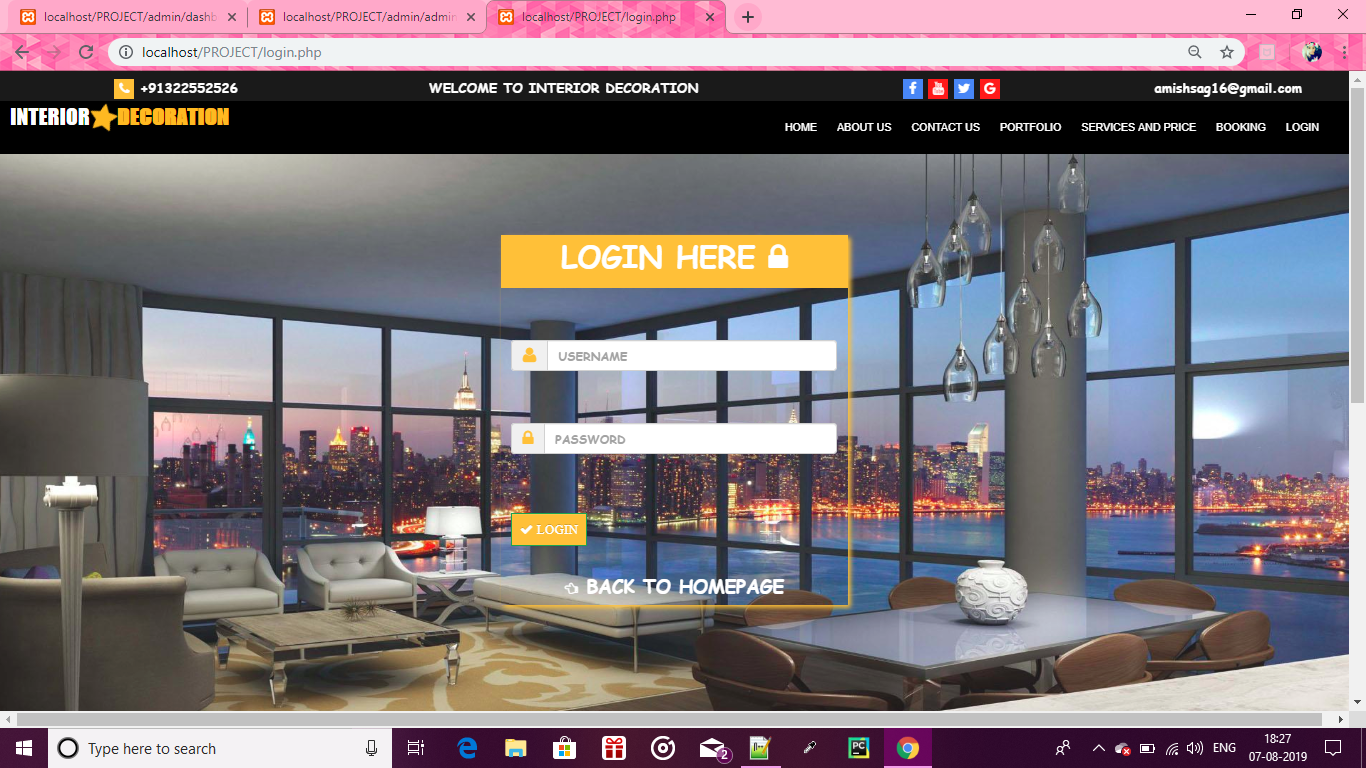 localhost/PROJECT/admin/dashb
localhost/PROJECT/admin/admin
localhost/PROJECT/login.php
localhost/PROJECT/login.php
+91322552526 WELCOME TO INTERIOR DECORATION amishsag16@gmail.com
INTERIOR DECORATION
HOME ABOUT US CONTACT US PORTFOLIO SERVICES AND PRICE BOOKING LOGIN
LOGIN HERE
USERNAME
PASSWORD
LOGIN
BACK TO HOMEPAGE
Type here to search
2
PC
ENG
18:27
07-08-2019